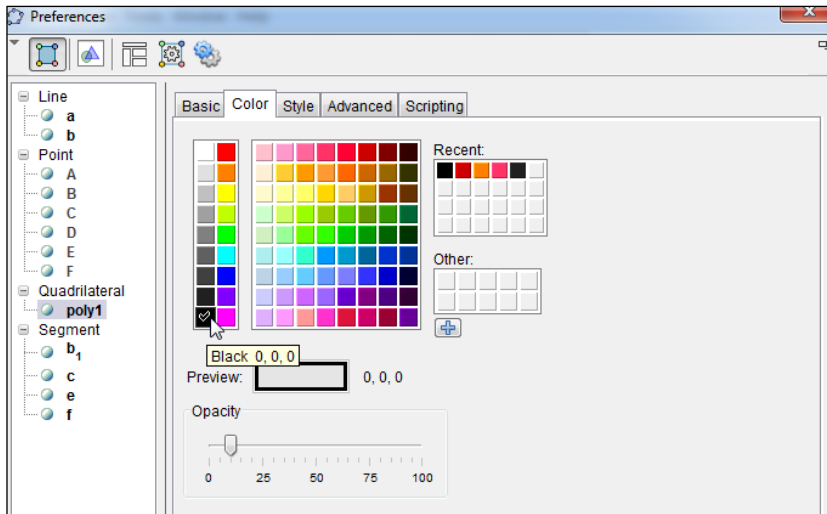 Preferences
Line
a
b
Point
A
B
C
D
E
F
Quadrilateral
poly1
Segment
b1
c
e
f
Basic Color Style Advanced Scripting
Recent:
Other:
Black 0, 0, 0
Preview: 0, 0, 0
Opacity
0 25 50 75 100